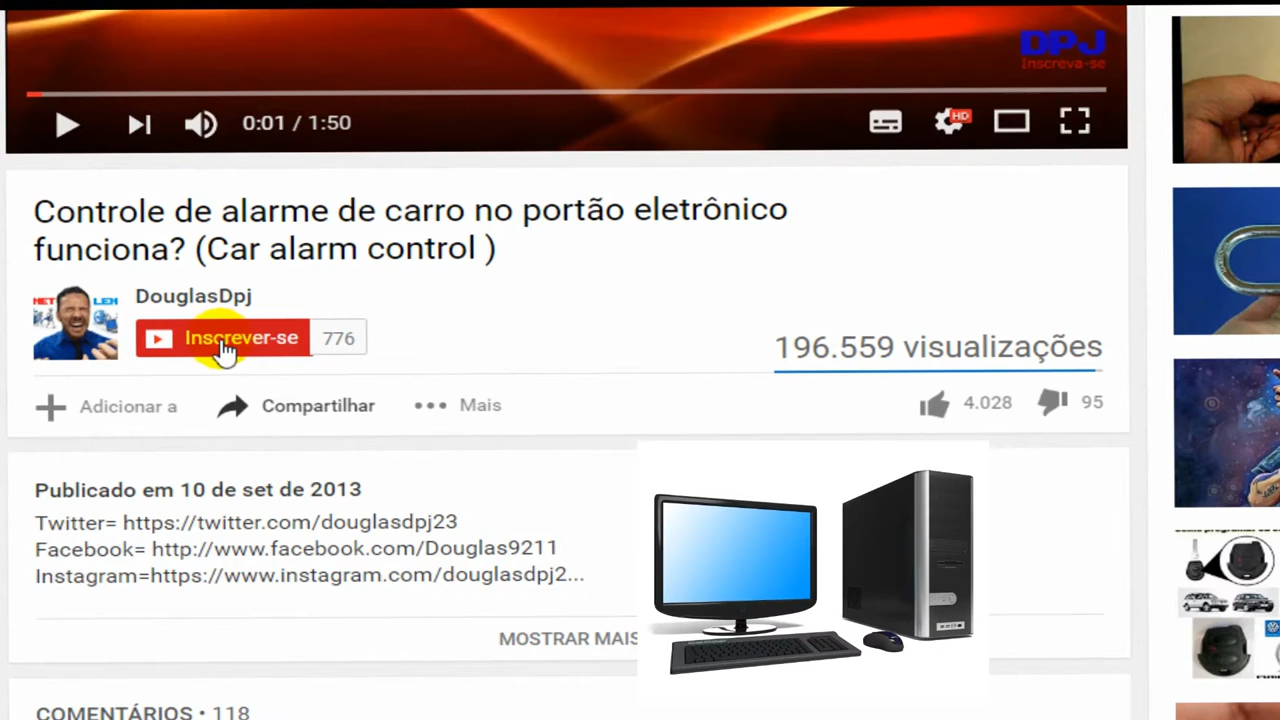 DPJ
Inscreva-se
0:01 / 1:50
HD
Controle de alarme de carro no portão eletrônico
funciona? (Car alarm control )
DouglasDpj
Inscrever-se 776
196.559 visualizações
Adicionar a Compartilhar Mais
4.028 95
Publicado em 10 de set de 2013
Twitter= https://twitter.com/douglasdpj23
Facebook= http://www.facebook.com/Douglas9211
Instagram=https://www.instagram.com/douglasdpj2...
MOSTRAR MAIS
COMENTÁRIOS • 118